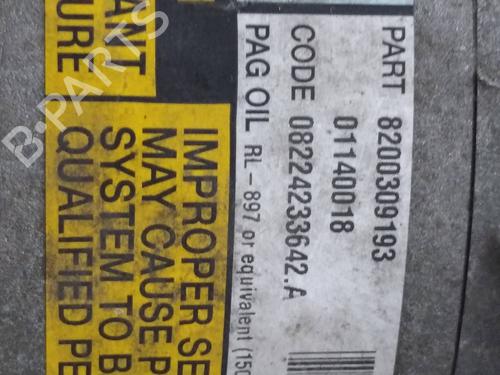 PART 8200309193
01140018
CODE 08224233642.A
PAG OIL RL-897 or equivalent (150
ANT
URE
IMPROPER SE
MAY CAUSE P
SYSTEM TO B
QUALIFIED PE
B-PARTS